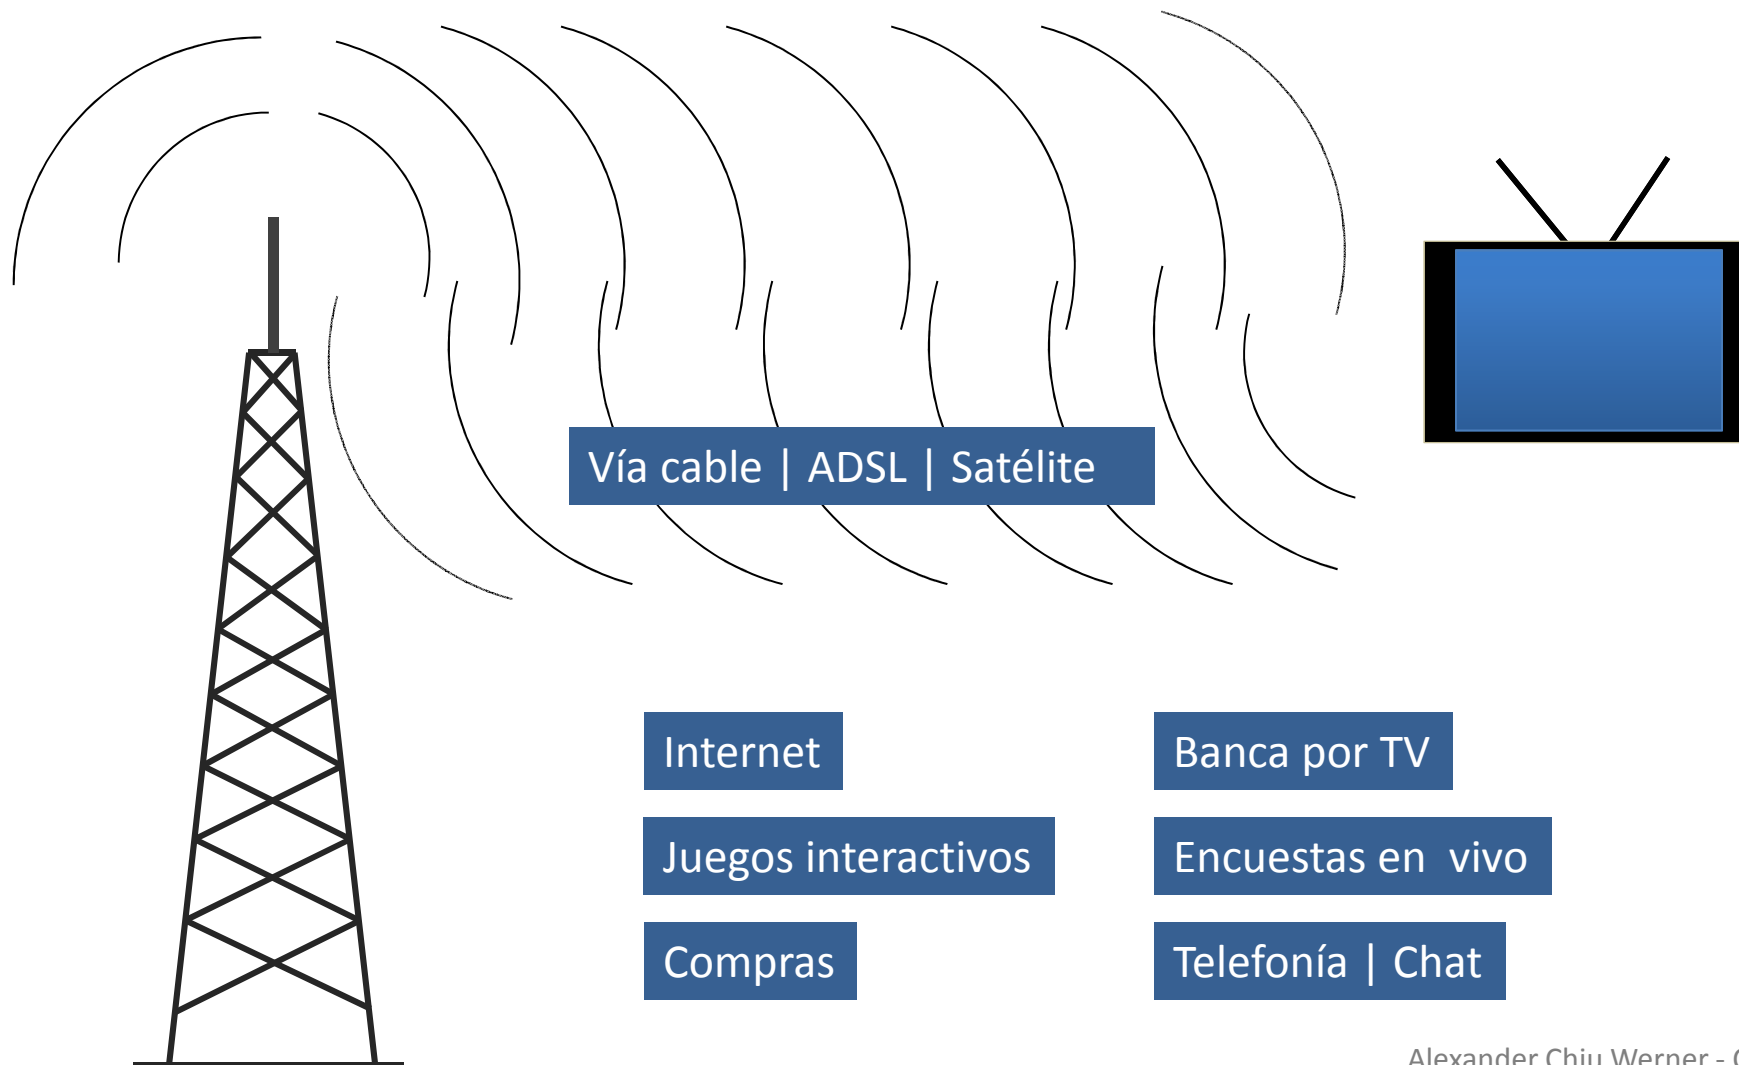 Vía cable | ADSL | Satélite
Internet
Banca por TV
Juegos interactivos
Encuestas en  vivo
Compras
Telefonía | Chat
Alexander Chiu Werner -